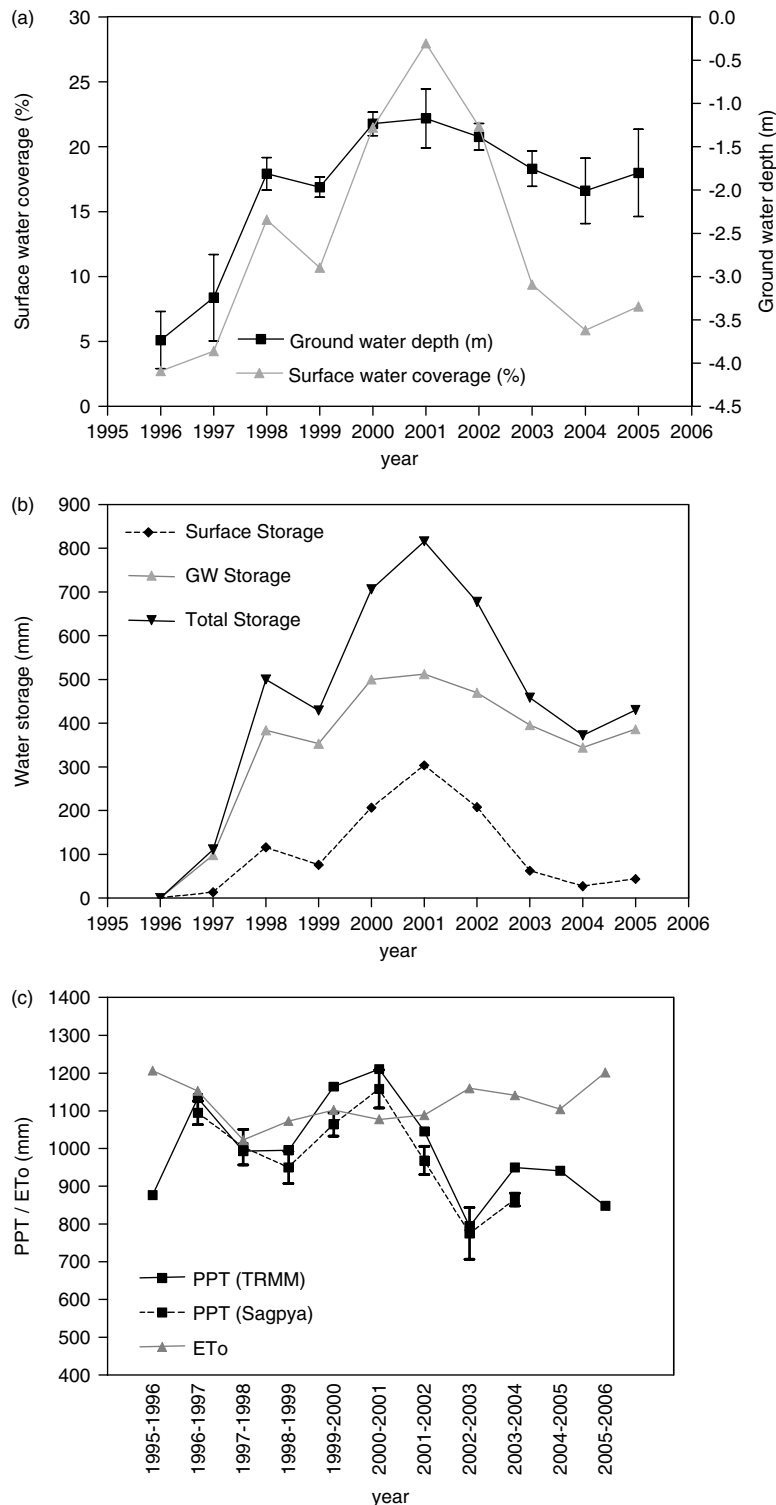 (a)
30
25
20
15
10
5
0
Surface water coverage (%)
0.0
-0.5
-1.0
-1.5
-2.0
-2.5
-3.0
-3.5
-4.0
-4.5
Ground water depth (m)
Ground water depth (m)
Surface water coverage (%)
1995 1996 1997 1998 1999 2000 2001 2002 2003 2004 2005 2006
year
(b)
900
800
700
600
500
400
300
200
100
0
Water storage (mm)
Surface Storage
GW Storage
Total Storage
1995 1996 1997 1998 1999 2000 2001 2002 2003 2004 2005 2006
year
(c)
1400
1300
1200
1100
1000
900
800
700
600
500
400
PPT / ETo (mm)
PPT (TRMM)
PPT (Sagpya)
ETo
1995-1996
1996-1997
1997-1998
1998-1999
1999-2000
2000-2001
2001-2002
2002-2003
2003-2004
2004-2005
2005-2006
year